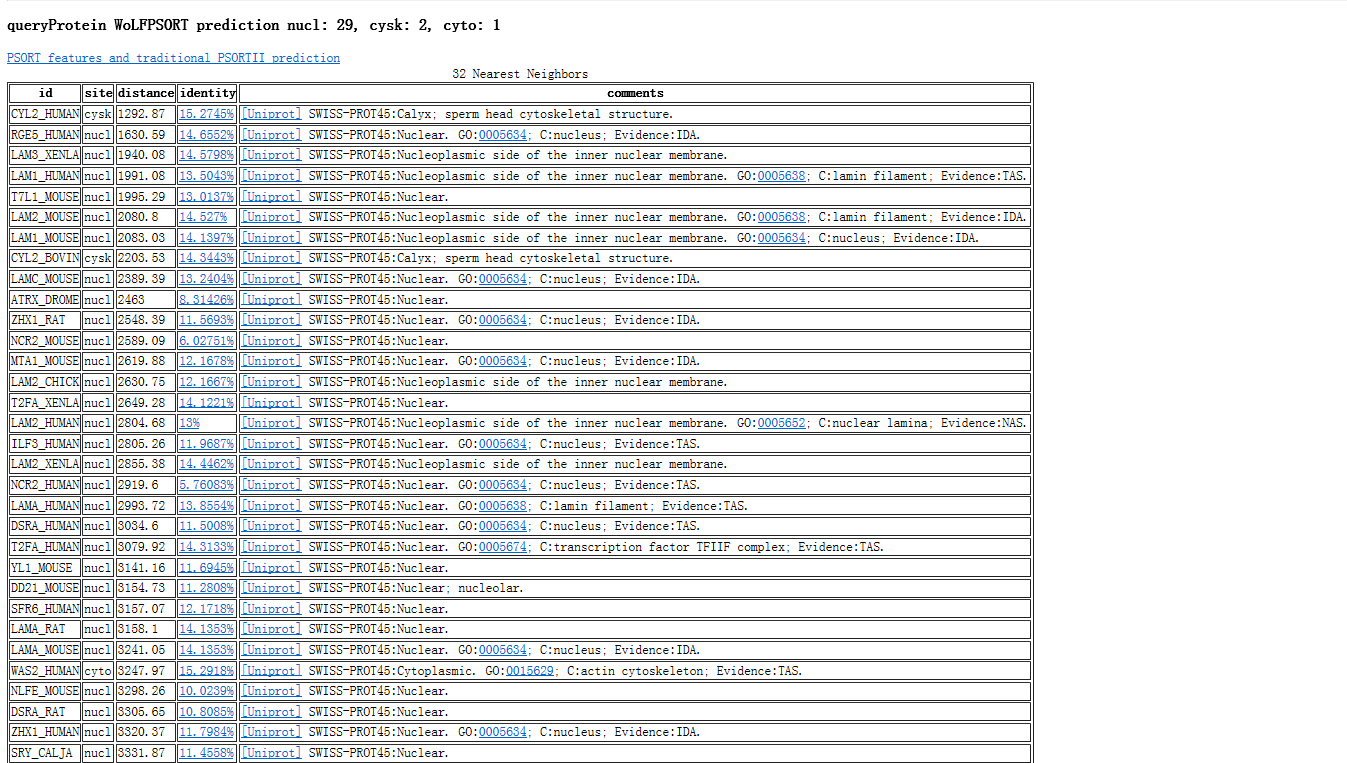 queryProtein WoLFPSORT prediction nucl: 29, cysk: 2, cyto: 1
PSORT features and traditional PSORTII prediction
32 Nearest Neighbors
id site distance identity comments
CYL2_HUMAN cysk 1292.87 15.2745% [Uniprot] SWISS-PROT45:Calyx; sperm head cytoskeletal structure.
RGE5_HUMAN nucl 1630.59 14.6552% [Uniprot] SWISS-PROT45:Nuclear. GO:0005634; C:nucleus; Evidence:IDA.
LAM3_XENLA nucl 1940.08 14.5798% [Uniprot] SWISS-PROT45:Nucleoplasmic side of the inner nuclear membrane.
LAM1_HUMAN nucl 1991.08 13.5043% [Uniprot] SWISS-PROT45:Nucleoplasmic side of the inner nuclear membrane. GO:0005638; C:lamin filament; Evidence:TAS.
T7L1_MOUSE nucl 1995.29 13.0137% [Uniprot] SWISS-PROT45:Nuclear.
LAM2_MOUSE nucl 2080.8 14.527% [Uniprot] SWISS-PROT45:Nucleoplasmic side of the inner nuclear membrane. GO:0005638; C:lamin filament; Evidence:IDA.
LAM1_MOUSE nucl 2083.03 14.1397% [Uniprot] SWISS-PROT45:Nucleoplasmic side of the inner nuclear membrane. GO:0005634; C:nucleus; Evidence:IDA.
CYL2_BOVIN cysk 2203.53 14.3443% [Uniprot] SWISS-PROT45:Calyx; sperm head cytoskeletal structure.
LAMC_MOUSE nucl 2389.39 13.2404% [Uniprot] SWISS-PROT45:Nuclear. GO:0005634; C:nucleus; Evidence:IDA.
ATRX_DROME nucl 2463 8.31426% [Uniprot] SWISS-PROT45:Nuclear.
ZHX1_RAT nucl 2548.49 11.5693% [Uniprot] SWISS-PROT45:Nuclear. GO:0005634; C:nucleus; Evidence:IDA.
NCR2_MOUSE nucl 2589.09 6.02751% [Uniprot] SWISS-PROT45:Nuclear.
MTA1_MOUSE nucl 2619.88 12.1678% [Uniprot] SWISS-PROT45:Nuclear. GO:0005634; C:nucleus; Evidence:IDA.
LAM2_CHICK nucl 2630.75 12.1667% [Uniprot] SWISS-PROT45:Nucleoplasmic side of the inner nuclear membrane.
T2FA_XENLA nucl 2649.28 14.1221% [Uniprot] SWISS-PROT45:Nuclear.
LAM2_HUMAN nucl 2804.68 13% [Uniprot] SWISS-PROT45:Nucleoplasmic side of the inner nuclear membrane. GO:0005652; C:nuclear lamina; Evidence:NAS.
ILF3_HUMAN nucl 2805.26 11.9687% [Uniprot] SWISS-PROT45:Nuclear. GO:0005634; C:nucleus; Evidence:TAS.
LAM2_XENLA nucl 2855.38 14.4462% [Uniprot] SWISS-PROT45:Nucleoplasmic side of the inner nuclear membrane.
NCR2_HUMAN nucl 2919.6 5.76083% [Uniprot] SWISS-PROT45:Nuclear. GO:0005634; C:nucleus; Evidence:TAS.
LAMA_HUMAN nucl 2993.72 13.8554% [Uniprot] SWISS-PROT45:Nuclear. GO:0005638; C:lamin filament; Evidence:TAS.
DSRA_HUMAN nucl 3034.6 11.5008% [Uniprot] SWISS-PROT45:Nuclear. GO:0005634; C:nucleus; Evidence:TAS.
T2FA_HUMAN nucl 3079.92 14.3133% [Uniprot] SWISS-PROT45:Nuclear. GO:0005674; C:transcription factor TFIIF complex; Evidence:TAS.
YL1_MOUSE nucl 3141.16 11.6945% [Uniprot] SWISS-PROT45:Nuclear.
DD21_MOUSE nucl 3154.73 11.2808% [Uniprot] SWISS-PROT45:Nuclear; nucleolar.
SFR6_HUMAN nucl 3157.07 12.1718% [Uniprot] SWISS-PROT45:Nuclear.
LAMA_RAT nucl 3158.1 14.1353% [Uniprot] SWISS-PROT45:Nuclear.
LAMA_MOUSE nucl 3241.05 14.1353% [Uniprot] SWISS-PROT45:Nuclear. GO:0005634; C:nucleus; Evidence:IDA.
WAS2_HUMAN cyto 3247.97 15.2918% [Uniprot] SWISS-PROT45:Cytoplasmic. GO:0015629; C:actin cytoskeleton; Evidence:TAS.
NLFE_MOUSE nucl 3298.26 10.0239% [Uniprot] SWISS-PROT45:Nuclear.
DSRA_RAT nucl 3305.65 10.8085% [Uniprot] SWISS-PROT45:Nuclear.
ZHX1_HUMAN nucl 3320.37 11.7984% [Uniprot] SWISS-PROT45:Nuclear. GO:0005634; C:nucleus; Evidence:IDA.
SRY_CALJA nucl 3331.87 11.4558% [Uniprot] SWISS-PROT45:Nuclear.